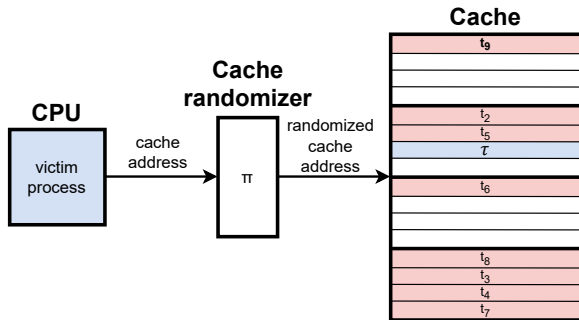 Cache
t₉
Cache
randomizer
CPU
victim
process
cache
address
π
randomized
cache
address
t₂
t₅
τ
t₆
t₈
t₃
t₄
t₇